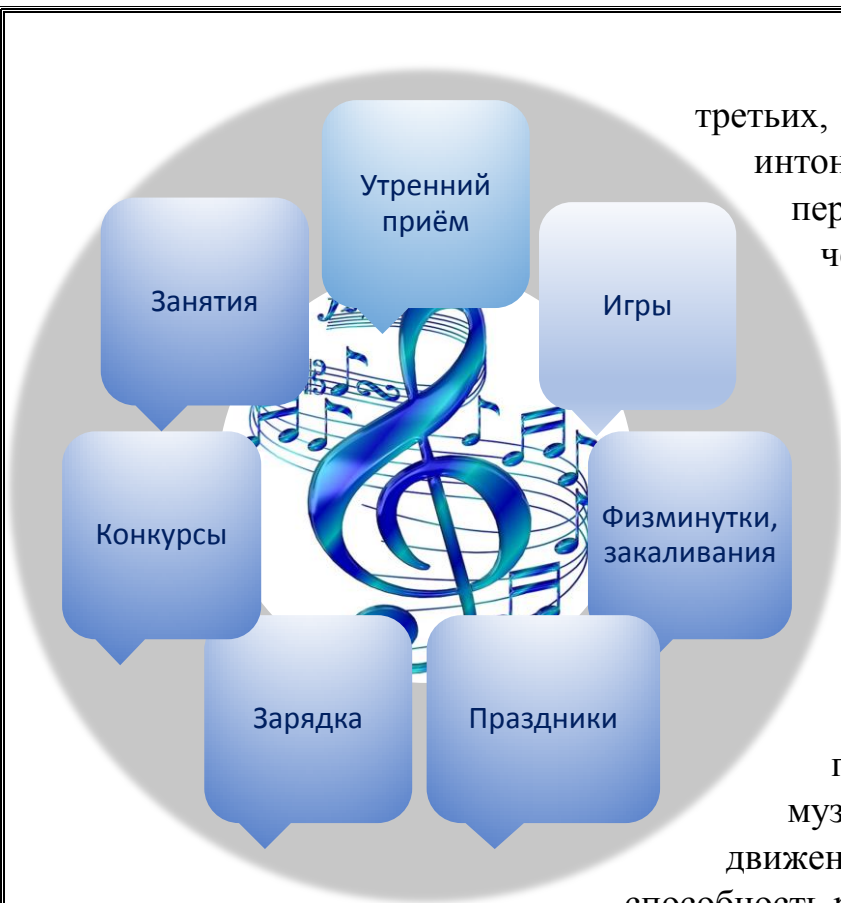 третьих,
Утренний
приём
Занятия
Игры
Конкурсы
Физминутки,
закаливания
Зарядка
Праздники